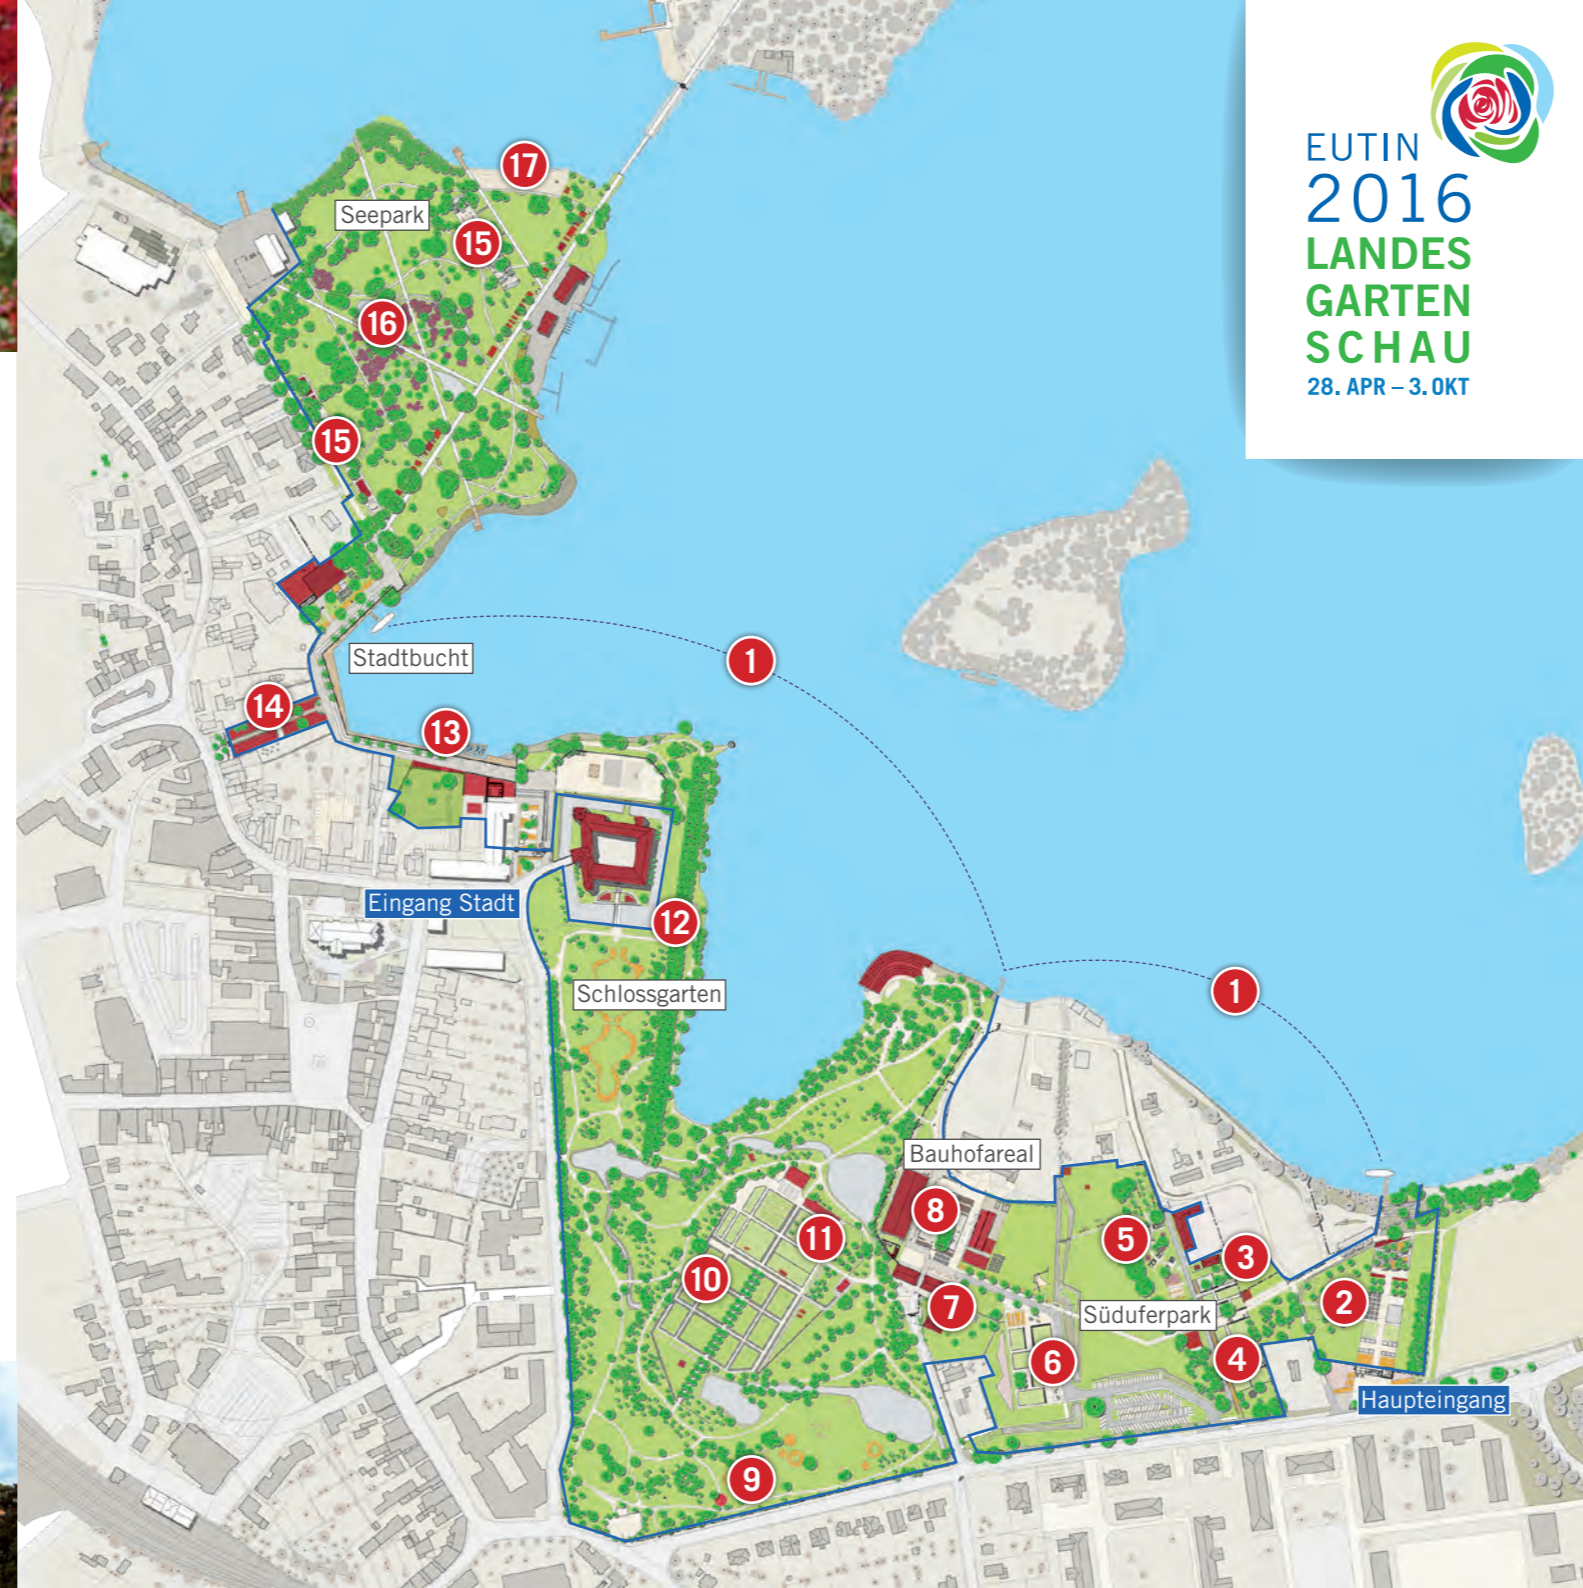 EUTIN
2016
LANDES
GARTEN
SCHAU
28. APR – 3. OKT
17
Seepark
15
16
15
Stadtbucht
1
14
13
Eingang Stadt
12
Schlossgarten
1
Bauhofareal
8
11
5
3
10
7
2
Süduferpark
6
4
Haupteingang
9